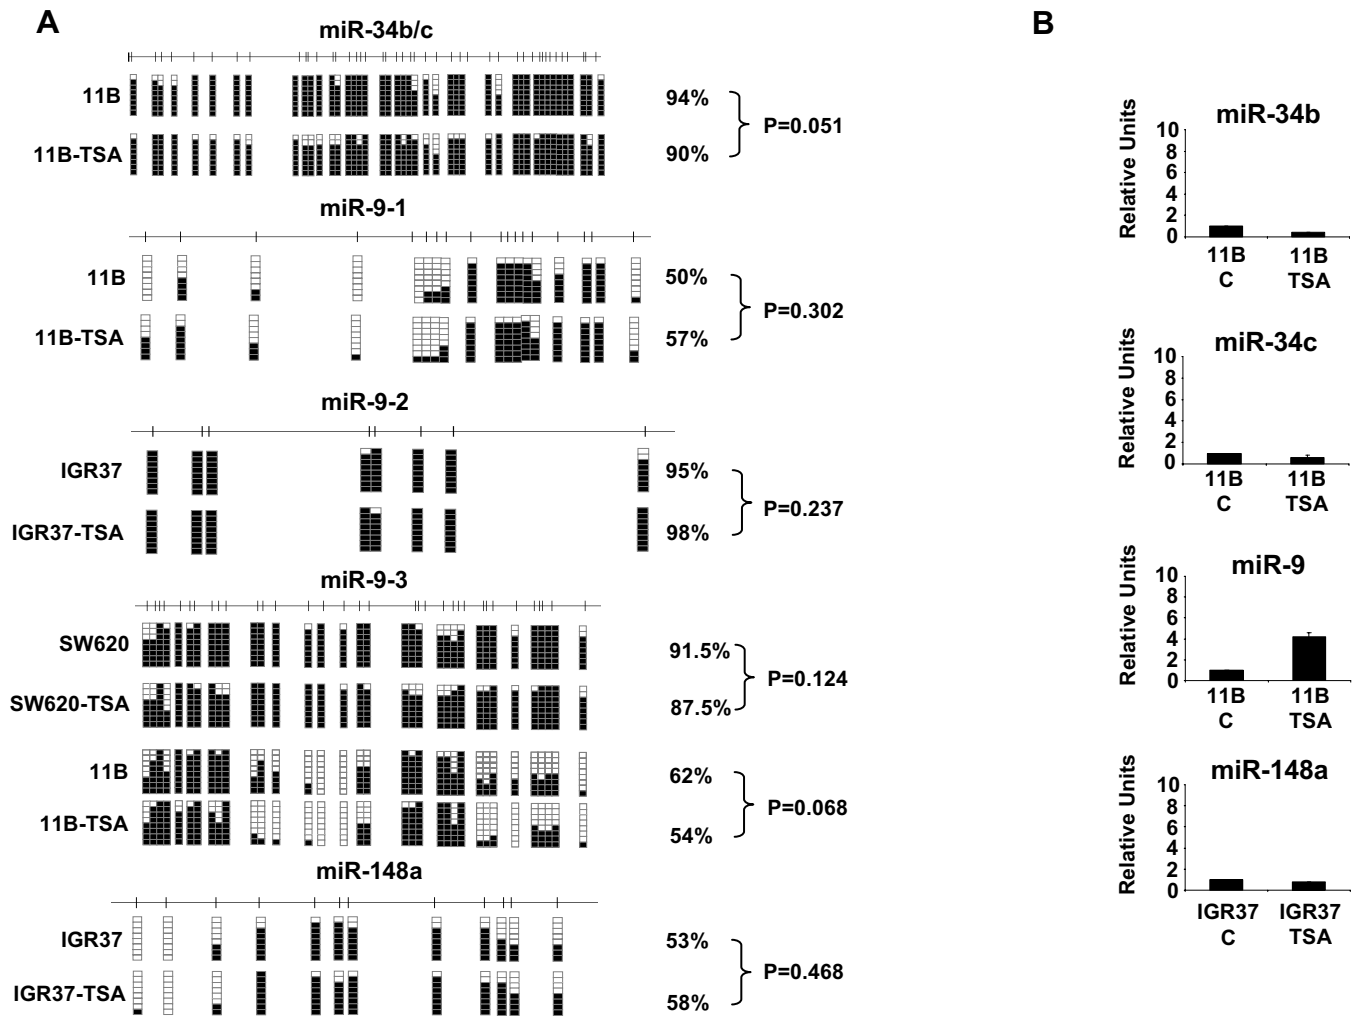 A
miR-34b/c
11B
94%
P=0.051
11B-TSA
90%
miR-9-1
11B
50%
P=0.302
11B-TSA
57%
miR-9-2
IGR37
95%
P=0.237
IGR37-TSA
98%
miR-9-3
SW620
91.5%
P=0.124
SW620-TSA
87.5%
11B
62%
P=0.068
11B-TSA
54%
miR-148a
IGR37
53%
P=0.468
IGR37-TSA
58%
B
miR-34b
Relative Units
10
8
6
4
2
0
11B
C
11B
TSA
miR-34c
Relative Units
10
8
6
4
2
0
11B
C
11B
TSA
miR-9
Relative Units
10
8
6
4
2
0
11B
C
11B
TSA
miR-148a
Relative Units
10
8
6
4
2
0
IGR37
C
IGR37
TSA